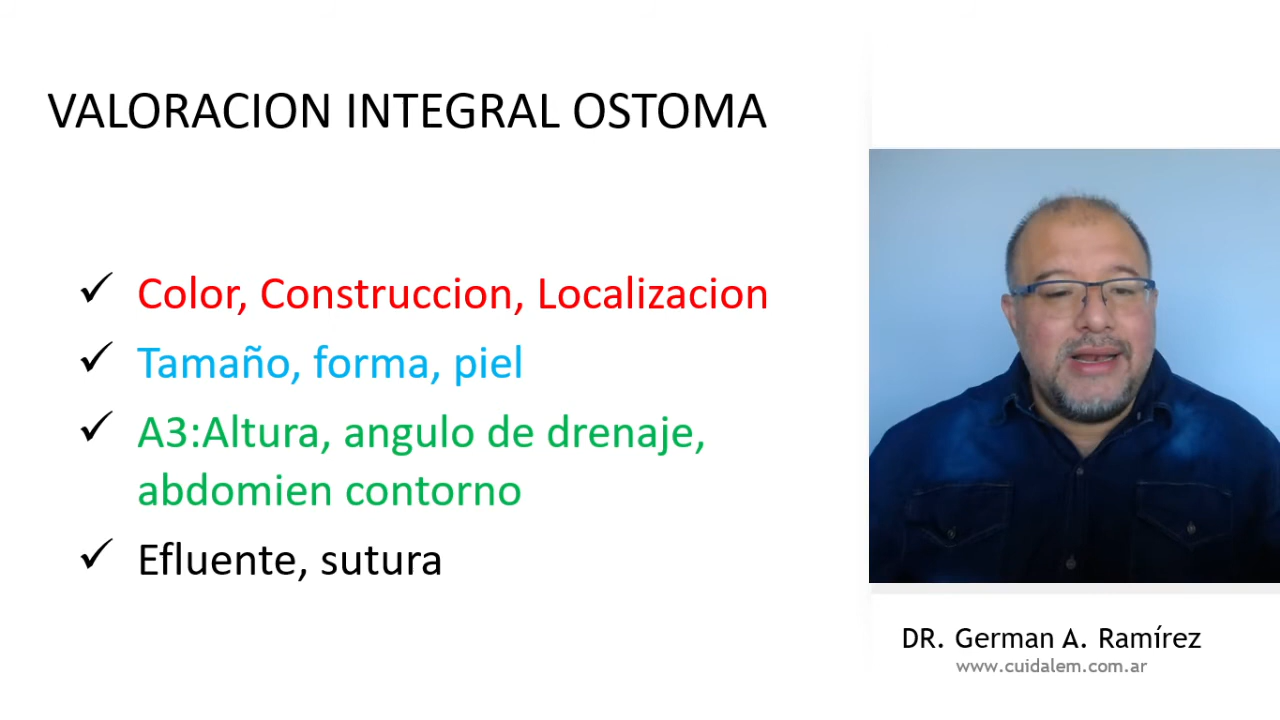 VALORACION INTEGRAL OSTOMA
✓ Color, Construccion, Localizacion
✓ Tamaño, forma, piel
✓ A3:Altura, angulo de drenaje,
abdomien contorno
✓ Efluente, sutura
DR. German A. Ramírez
www.cuidalem.com.ar